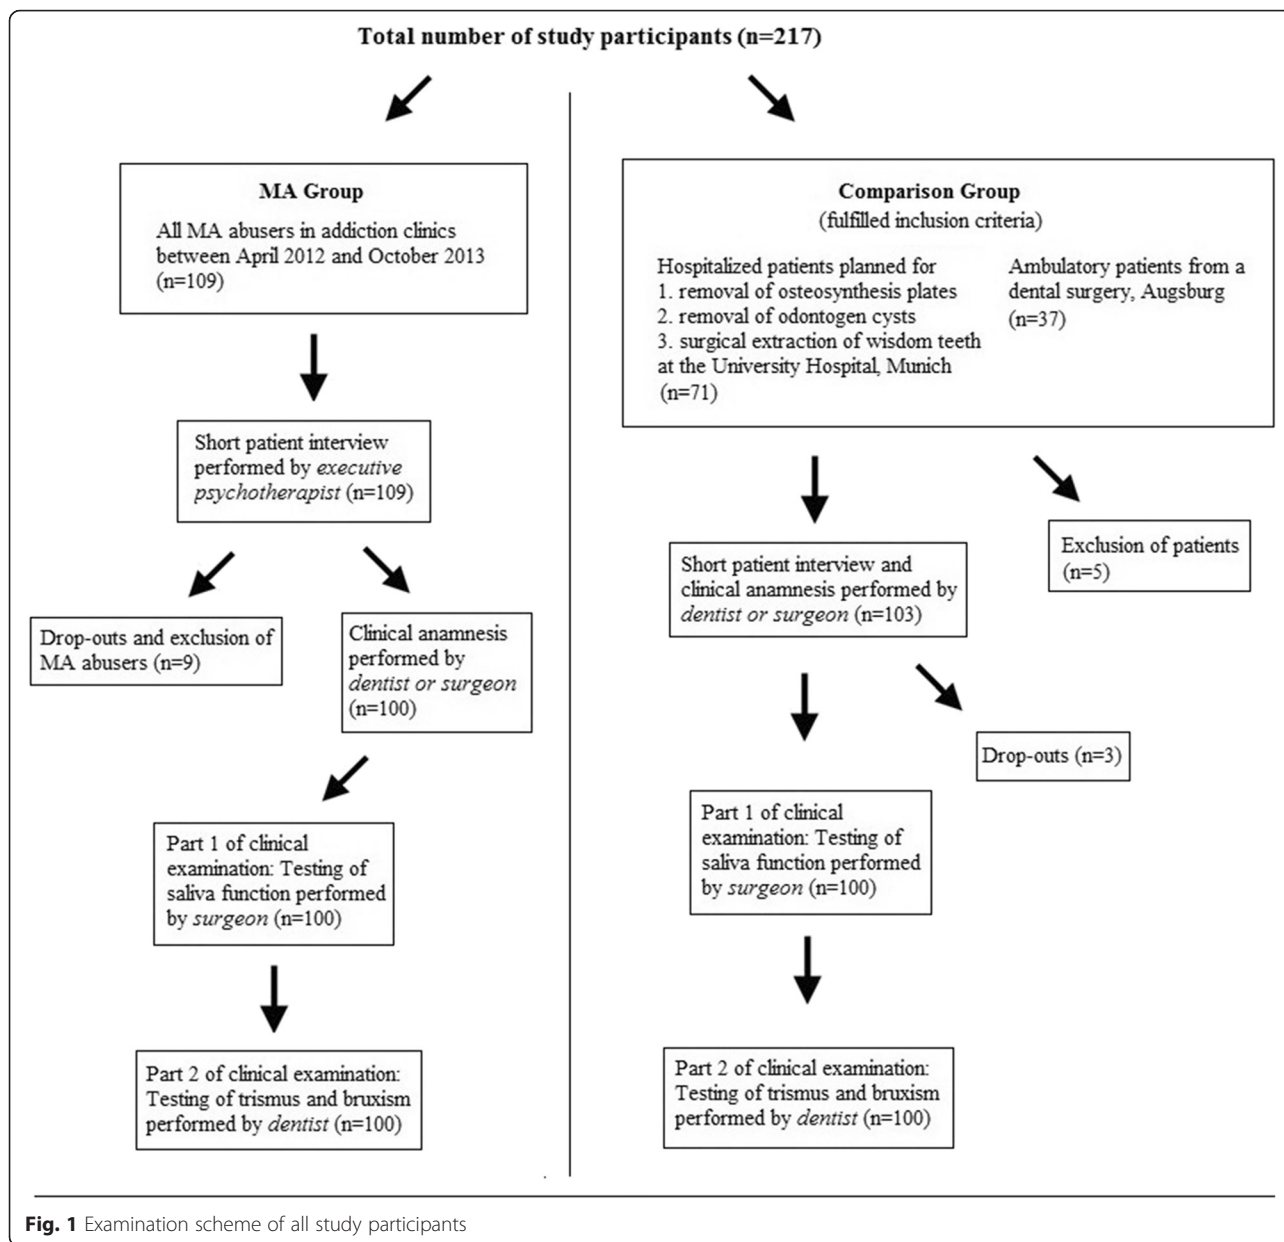 Total number of study participants (n=217)
MA Group
All MA abusers in addiction clinics
between April 2012 and October 2013
(n=109)
Short patient interview
performed by executive
psychotherapist (n=109)
Drop-outs and exclusion of
MA abusers (n=9)
Clinical anamnesis
performed by
dentist or surgeon
(n=100)
Part 1 of clinical
examination: Testing of
saliva function performed
by surgeon (n=100)
Part 2 of clinical examination:
Testing of trismus and bruxism
performed by dentist (n=100)
Comparison Group
(fulfilled inclusion criteria)
Hospitalized patients planned for
1. removal of osteosynthesis plates
2. removal of odontogen cysts
3. surgical extraction of wisdom teeth
at the University Hospital, Munich
(n=71)
Ambulatory patients from a
dental surgery, Augsburg
(n=37)
Short patient interview and
clinical anamnesis performed by
dentist or surgeon (n=103)
Exclusion of patients
(n=5)
Drop-outs (n=3)
Part 1 of clinical
examination: Testing of
saliva function performed
by surgeon (n=100)
Part 2 of clinical examination:
Testing of trismus and bruxism
performed by dentist (n=100)
Fig. 1 Examination scheme of all study participants